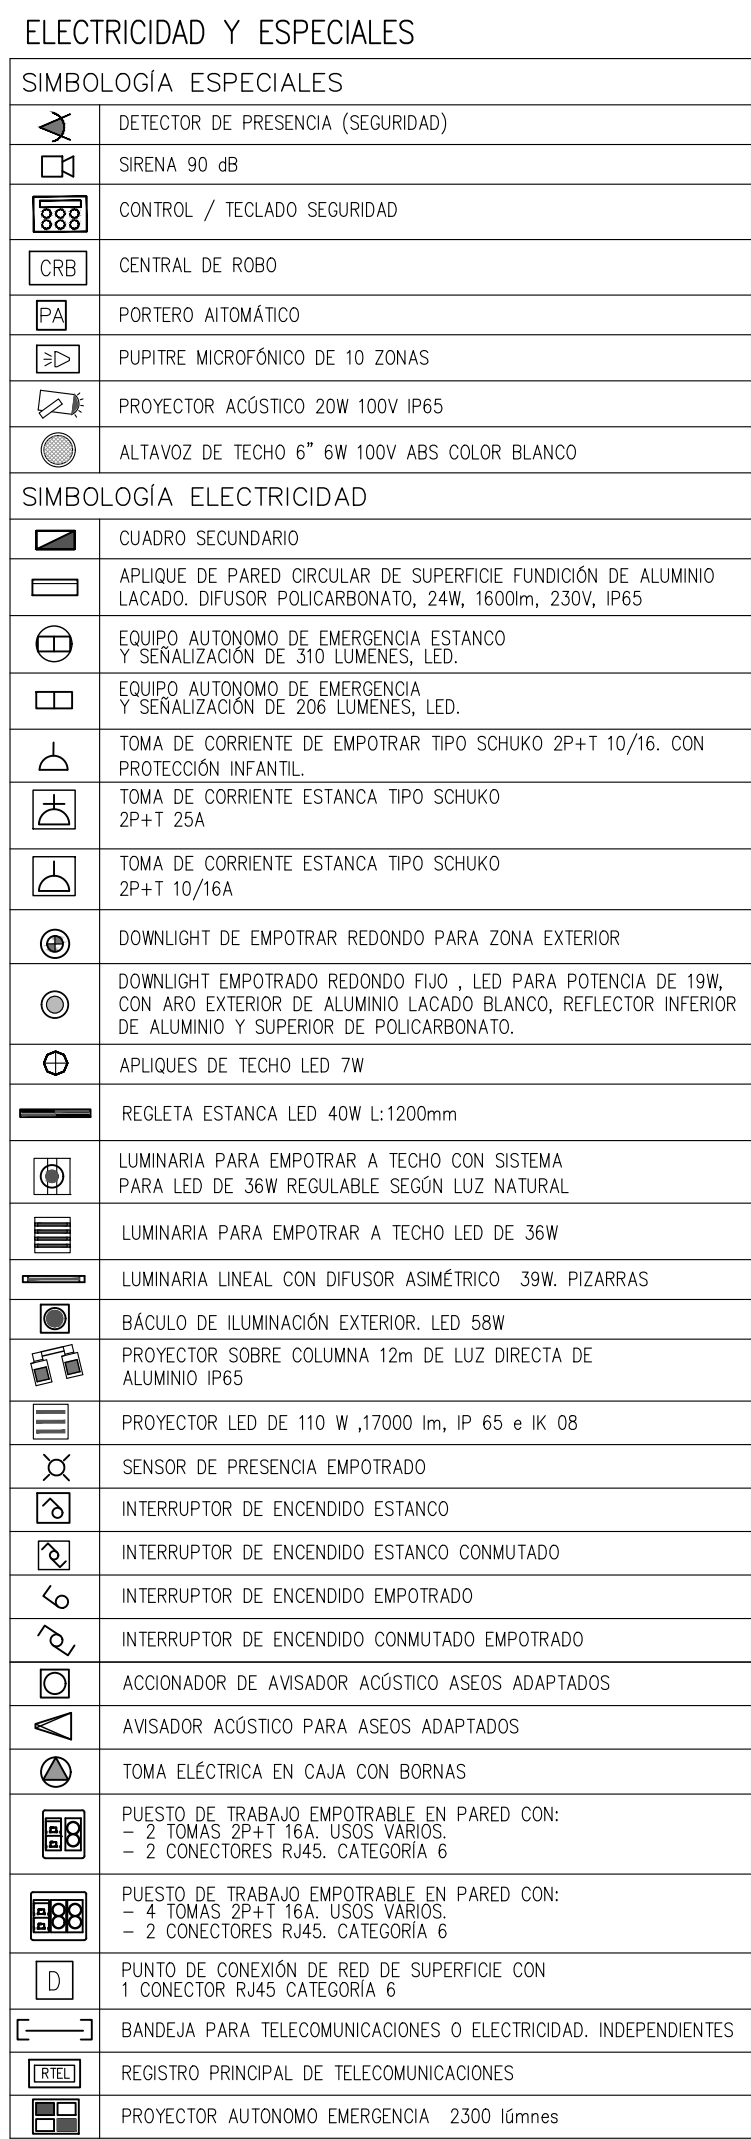 ELECTRICIDAD Y ESPECIALES
SIMBOLOGÍA ESPECIALES
DETECTOR DE PRESENCIA (SEGURIDAD)
SIRENA 90 dB
CONTROL / TECLADO SEGURIDAD
CRB CENTRAL DE ROBO
PA PORTERO AITOMÁTICO
PUPITRE MICROFÓNICO DE 10 ZONAS
PROYECTOR ACÚSTICO 20W 100V IP65
ALTAVOZ DE TECHO 6" 6W 100V ABS COLOR BLANCO
SIMBOLOGÍA ELECTRICIDAD
CUADRO SECUNDARIO
APLIQUE DE PARED CIRCULAR DE SUPERFICIE FUNDICIÓN DE ALUMINIO
LACADO. DIFUSOR POLICARBONATO, 24W, 1600lm, 230V, IP65
EQUIPO AUTONOMO DE EMERGENCIA ESTANCO
Y SEÑALIZACIÓN DE 310 LUMENES, LED.
EQUIPO AUTONOMO DE EMERGENCIA
Y SEÑALIZACIÓN DE 206 LUMENES, LED.
TOMA DE CORRIENTE DE EMPOTRAR TIPO SCHUKO 2P+T 10/16. CON
PROTECCIÓN INFANTIL.
TOMA DE CORRIENTE ESTANCA TIPO SCHUKO
2P+T 25A
TOMA DE CORRIENTE ESTANCA TIPO SCHUKO
2P+T 10/16A
DOWNLIGHT DE EMPOTRAR REDONDO PARA ZONA EXTERIOR
DOWNLIGHT EMPOTRADO REDONDO FIJO , LED PARA POTENCIA DE 19W,
CON ARO EXTERIOR DE ALUMINIO LACADO BLANCO, REFLECTOR INFERIOR
DE ALUMINIO Y SUPERIOR DE POLICARBONATO.
APLIQUES DE TECHO LED 7W
REGLETA ESTANCA LED 40W L:1200mm
LUMINARIA PARA EMPOTRAR A TECHO CON SISTEMA
PARA LED DE 36W REGULABLE SEGÚN LUZ NATURAL
LUMINARIA PARA EMPOTRAR A TECHO LED DE 36W
LUMINARIA LINEAL CON DIFUSOR ASIMÉTRICO 39W. PIZARRAS
BÁCULO DE ILUMINACIÓN EXTERIOR. LED 58W
PROYECTOR SOBRE COLUMNA 12m DE LUZ DIRECTA DE
ALUMINIO IP65
PROYECTOR LED DE 110 W ,17000 lm, IP 65 e IK 08
SENSOR DE PRESENCIA EMPOTRADO
INTERRUPTOR DE ENCENDIDO ESTANCO
INTERRUPTOR DE ENCENDIDO ESTANCO CONMUTADO
INTERRUPTOR DE ENCENDIDO EMPOTRADO
INTERRUPTOR DE ENCENDIDO CONMUTADO EMPOTRADO
ACCIONADOR DE AVISADOR ACÚSTICO ASEOS ADAPTADOS
AVISADOR ACÚSTICO PARA ASEOS ADAPTADOS
TOMA ELÉCTRICA EN CAJA CON BORNAS
PUESTO DE TRABAJO EMPOTRABLE EN PARED CON:
– 2 TOMAS 2P+T 16A. USOS VARIOS.
– 2 CONECTORES RJ45. CATEGORÍA 6
PUESTO DE TRABAJO EMPOTRABLE EN PARED CON:
– 4 TOMAS 2P+T 16A. USOS VARIOS.
– 2 CONECTORES RJ45. CATEGORÍA 6
D PUNTO DE CONEXIÓN DE RED DE SUPERFICIE CON
1 CONECTOR RJ45 CATEGORÍA 6
BANDEJA PARA TELECOMUNICACIONES O ELECTRICIDAD. INDEPENDIENTES
RTEL REGISTRO PRINCIPAL DE TELECOMUNICACIONES
PROYECTOR AUTONOMO EMERGENCIA 2300 lúmnes